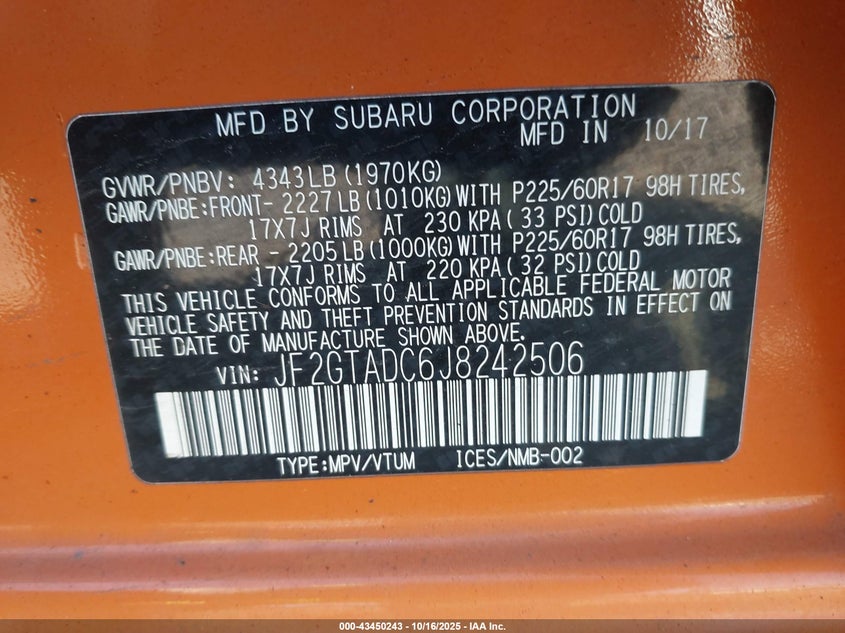 MFD BY SUBARU CORPORATION
MFD IN 10/17
GVWR/PNBV: 4343LB(1970KG)
GAWR/PNBE:FRONT- 2227LB(1010KG)WITH P225/60R17 98H TIRES,
17X7J RIMS AT 230 KPA(33 PSI)COLD
GAWR/PNBE:REAR - 2205LB(1000KG)WITH P225/60R17 98H TIRES,
17X7J RIMS AT 220 KPA(32 PSI)COLD
THIS VEHICLE CONFORMS TO ALL APPLICABLE FEDERAL MOTOR
VEHICLE SAFETY AND THEFT PREVENTION STANDARDS IN EFFECT ON
THE DATE OF MANUFACTURE SHOWN ABOVE.
VIN: JF2GTADC6J8242506
TYPE:MPV/VTUM ICES/NMB-002
000-43450243 - 10/16/2025 - IAA Inc.